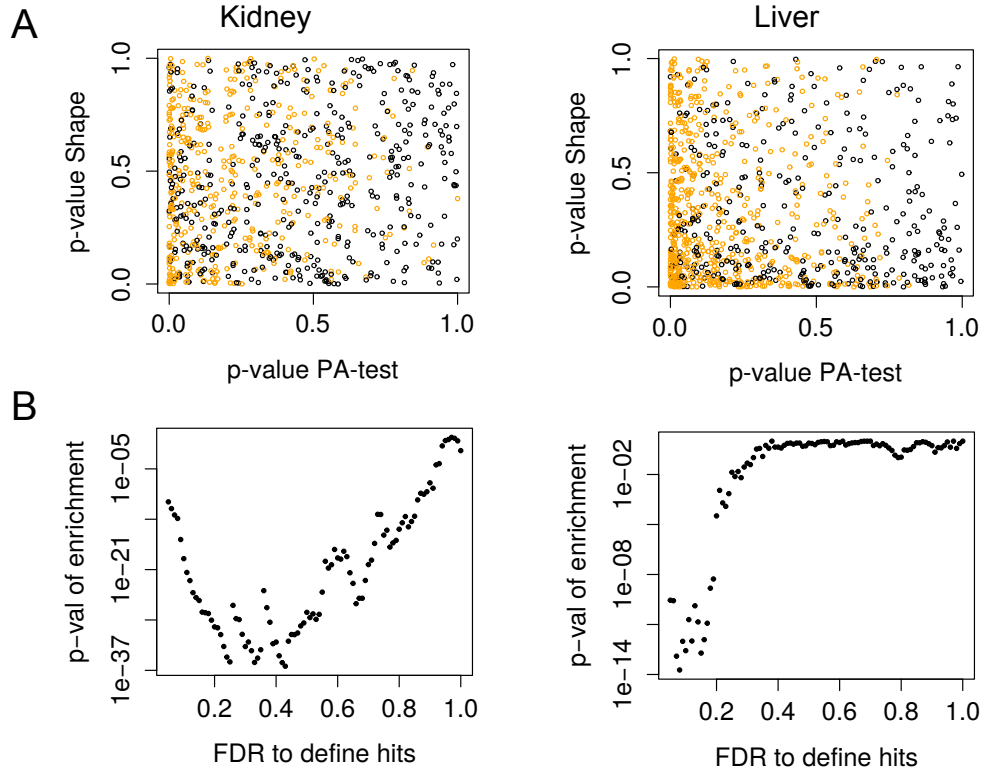 A
Kidney
Liver
p-value Shape
0.0 0.5 1.0
0.0 0.5 1.0
p-value PA-test
p-value Shape
0.0 0.5 1.0
0.0 0.5 1.0
p-value PA-test
B
p-val of enrichment
1e-37 1e-21 1e-05
0.2 0.4 0.6 0.8 1.0
FDR to define hits
p-val of enrichment
1e-14 1e-08 1e-02
0.2 0.4 0.6 0.8 1.0
FDR to define hits